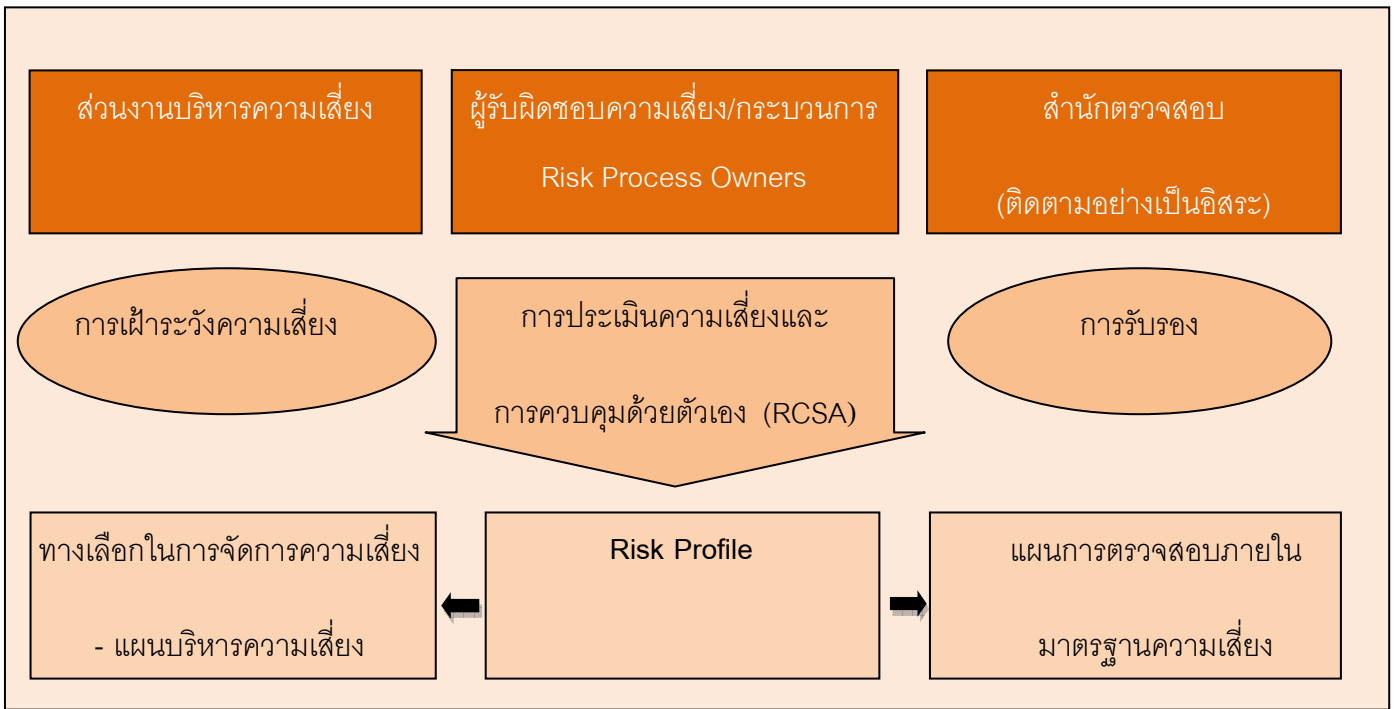 ส่วนงานบริหารความเสี่ยง
ผู้รับผิดชอบความเสี่ยง/กระบวนการ
Risk Process Owners
สำนักตรวจสอบ
(ติดตามอย่างเป็นอิสระ)
การเฝ้าระวังความเสี่ยง
การประเมินความเสี่ยงและ
การควบคุมด้วยตัวเอง (RCSA)
การรับรอง
ทางเลือกในการจัดการความเสี่ยง
- แผนบริหารความเสี่ยง
Risk Profile
แผนการตรวจสอบภายใน
มาตรฐานความเสี่ยง